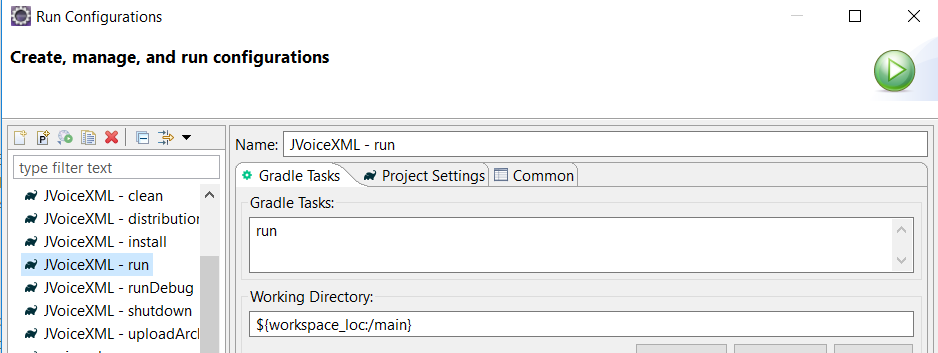 Run Configurations
Create, manage, and run configurations
Name: JVoiceXML - run
type filter text
JVoiceXML - clean
JVoiceXML - distribution
JVoiceXML - install
JVoiceXML - run
JVoiceXML - runDebug
JVoiceXML - shutdown
JVoiceXML - uploadArch
Gradle Tasks Project Settings Common
Gradle Tasks:
run
Working Directory:
${workspace_loc:/main}